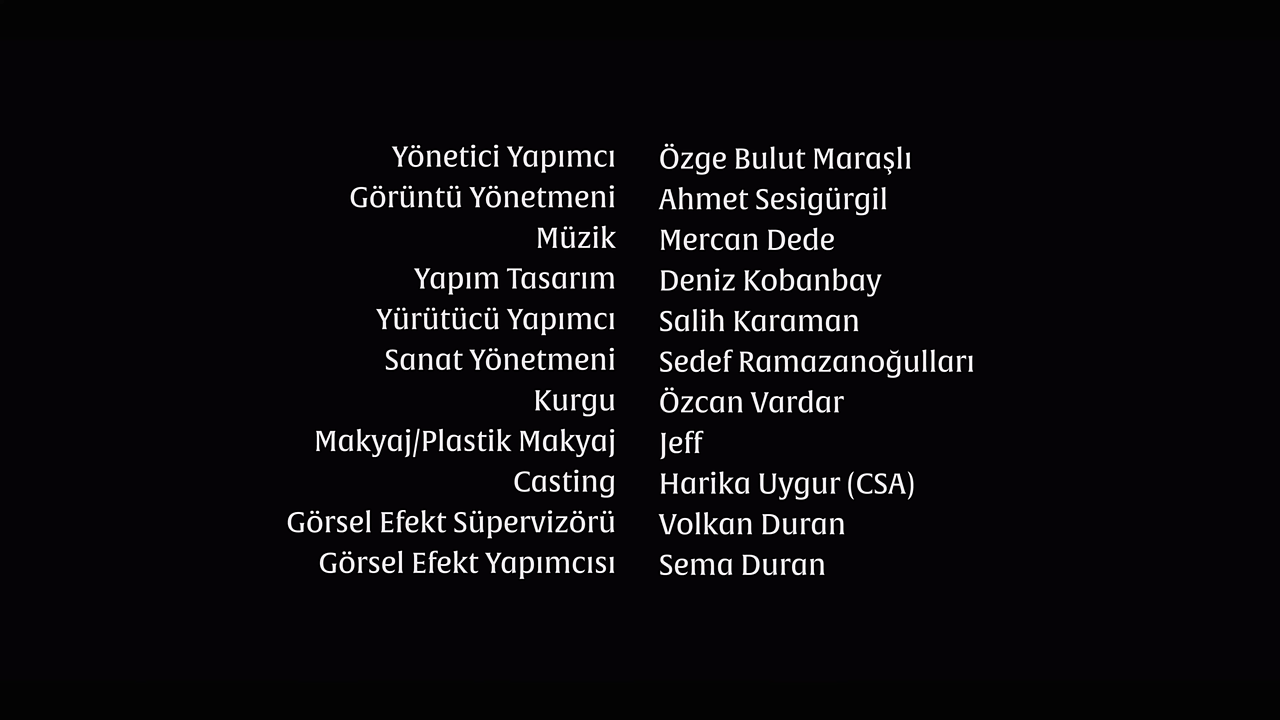 Yönetici Yapımcı Özge Bulut Maraşlı
Görüntü Yönetmeni Ahmet Sesigürgil
Müzik Mercan Dede
Yapım Tasarım Deniz Kobanbay
Yürütücü Yapımcı Salih Karaman
Sanat Yönetmeni Sedef Ramazanoğulları
Kurgu Özcan Vardar
Makyaj/Plastik Makyaj Jeff
Casting Harika Uygur (CSA)
Görsel Efekt Süpervizörü Volkan Duran
Görsel Efekt Yapımcısı Sema Duran